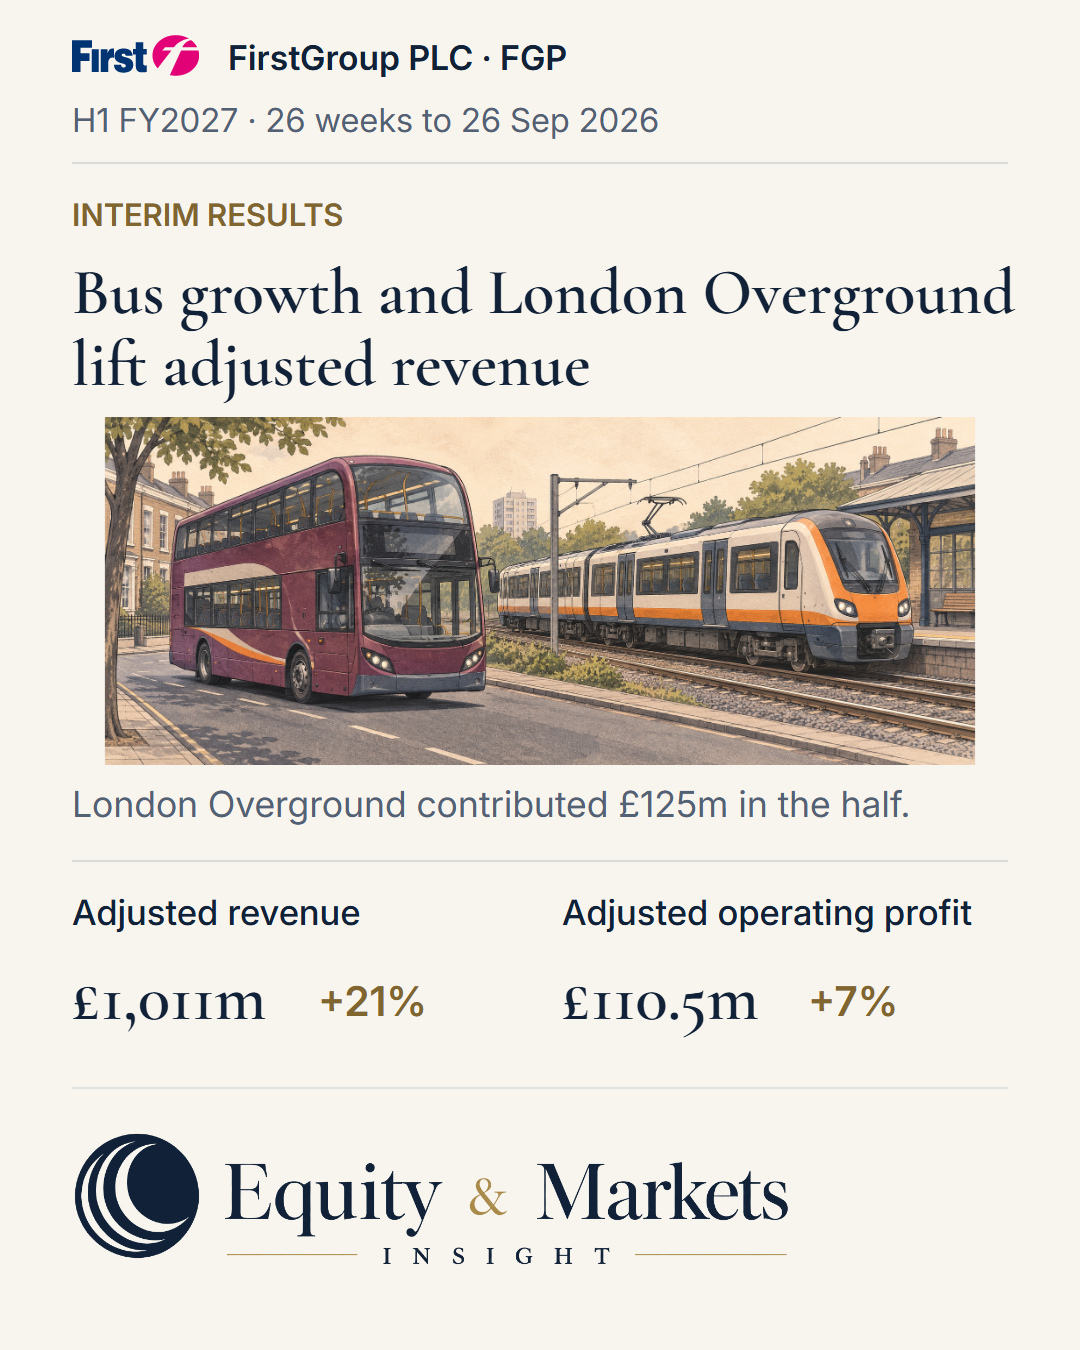 First
FirstGroup PLC · FGP
H1 FY2027 · 26 weeks to 26 Sep 2026
INTERIM RESULTS
Bus growth and London Overground
lift adjusted revenue
London Overground contributed £125m in the half.
Adjusted revenue
£1,011m +21%
Adjusted operating profit
£110.5m +7%
Equity & Markets
INSIGHT